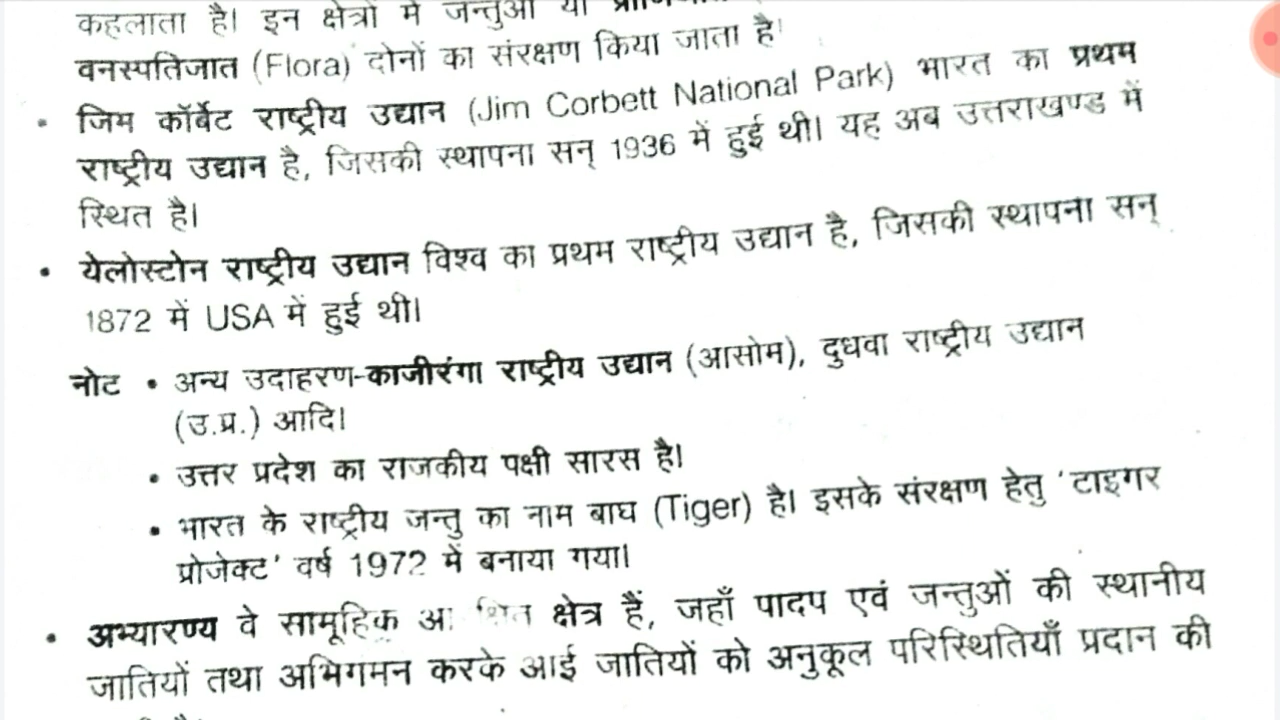 कहलाता है। इन क्षेत्रों में जन्तुओं या
वनस्पतिजात (Flora) दोनों का संरक्षण किया जाता है।
• जिम कॉर्बेट राष्ट्रीय उद्यान (Jim Corbett National Park) भारत का प्रथम
राष्ट्रीय उद्यान है, जिसकी स्थापना सन् 1936 में हुई थी। यह अब उत्तराखण्ड में
स्थित है।
• येलोस्टोन राष्ट्रीय उद्यान विश्व का प्रथम राष्ट्रीय उद्यान है, जिसकी स्थापना सन्
1872 में USA में हुई थी।
नोट • अन्य उदाहरण-काजीरंगा राष्ट्रीय उद्यान (आसोम), दुधवा राष्ट्रीय उद्यान
(उ.प्र.) आदि।
• उत्तर प्रदेश का राजकीय पक्षी सारस है।
• भारत के राष्ट्रीय जन्तु का नाम बाघ (Tiger) है। इसके संरक्षण हेतु 'टाइगर
प्रोजेक्ट' वर्ष 1972 में बनाया गया।
• अभ्यारण्य वे सामूहिक क्षेत्र हैं, जहाँ पादप एवं जन्तुओं की स्थानीय
जातियों तथा अभिगमन करके आई जातियों को अनुकूल परिस्थितियाँ प्रदान की